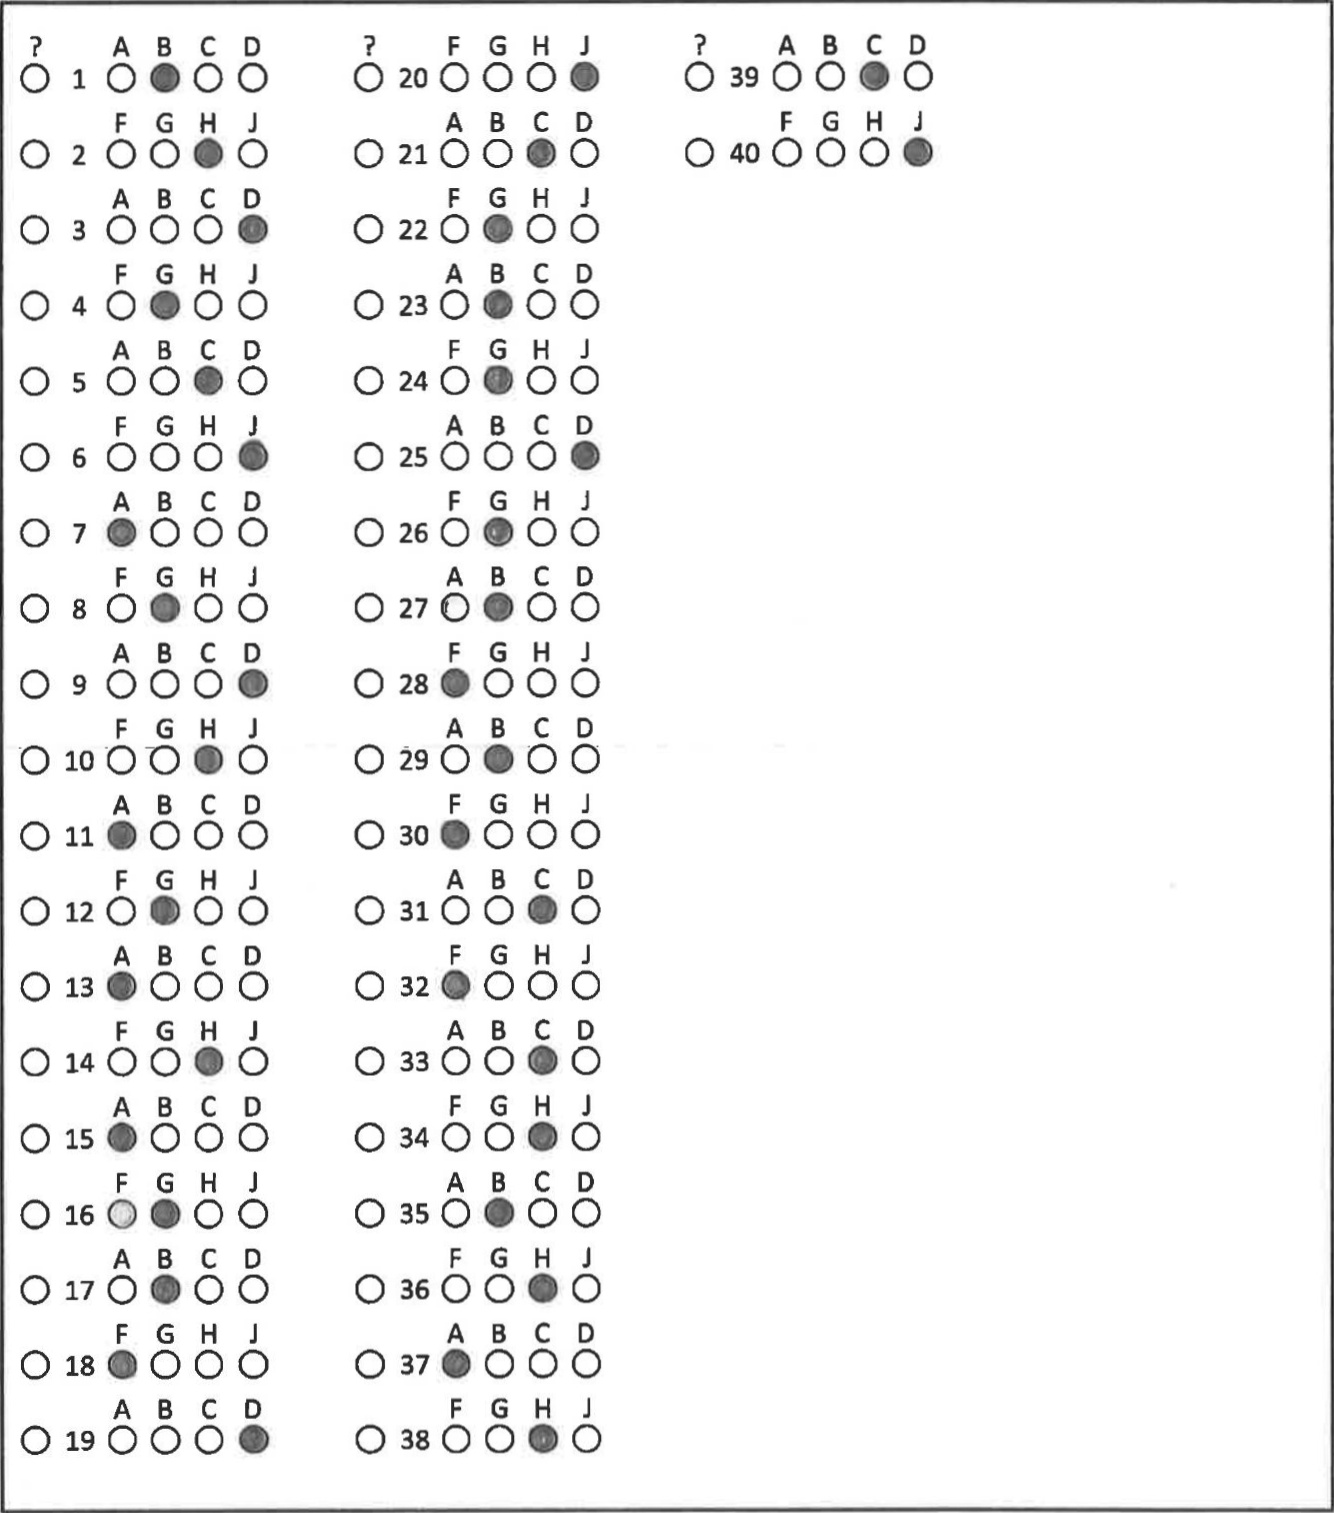 ? A B C D
1
F G H J
2
A B C D
3
F G H J
4
A B C D
5
F G H J
6
A B C D
7
F G H J
8
A B C D
9
F G H J
10
A B C D
11
F G H J
12
A B C D
13
F G H J
14
A B C D
15
F G H J
16
A B C D
17
F G H J
18
A B C D
19
? F G H J
20
A B C D
21
F G H J
22
A B C D
23
F G H J
24
A B C D
25
F G H J
26
A B C D
27
F G H J
28
A B C D
29
F G H J
30
A B C D
31
F G H J
32
A B C D
33
F G H J
34
A B C D
35
F G H J
36
A B C D
37
F G H J
38
? A B C D
39
F G H J
40